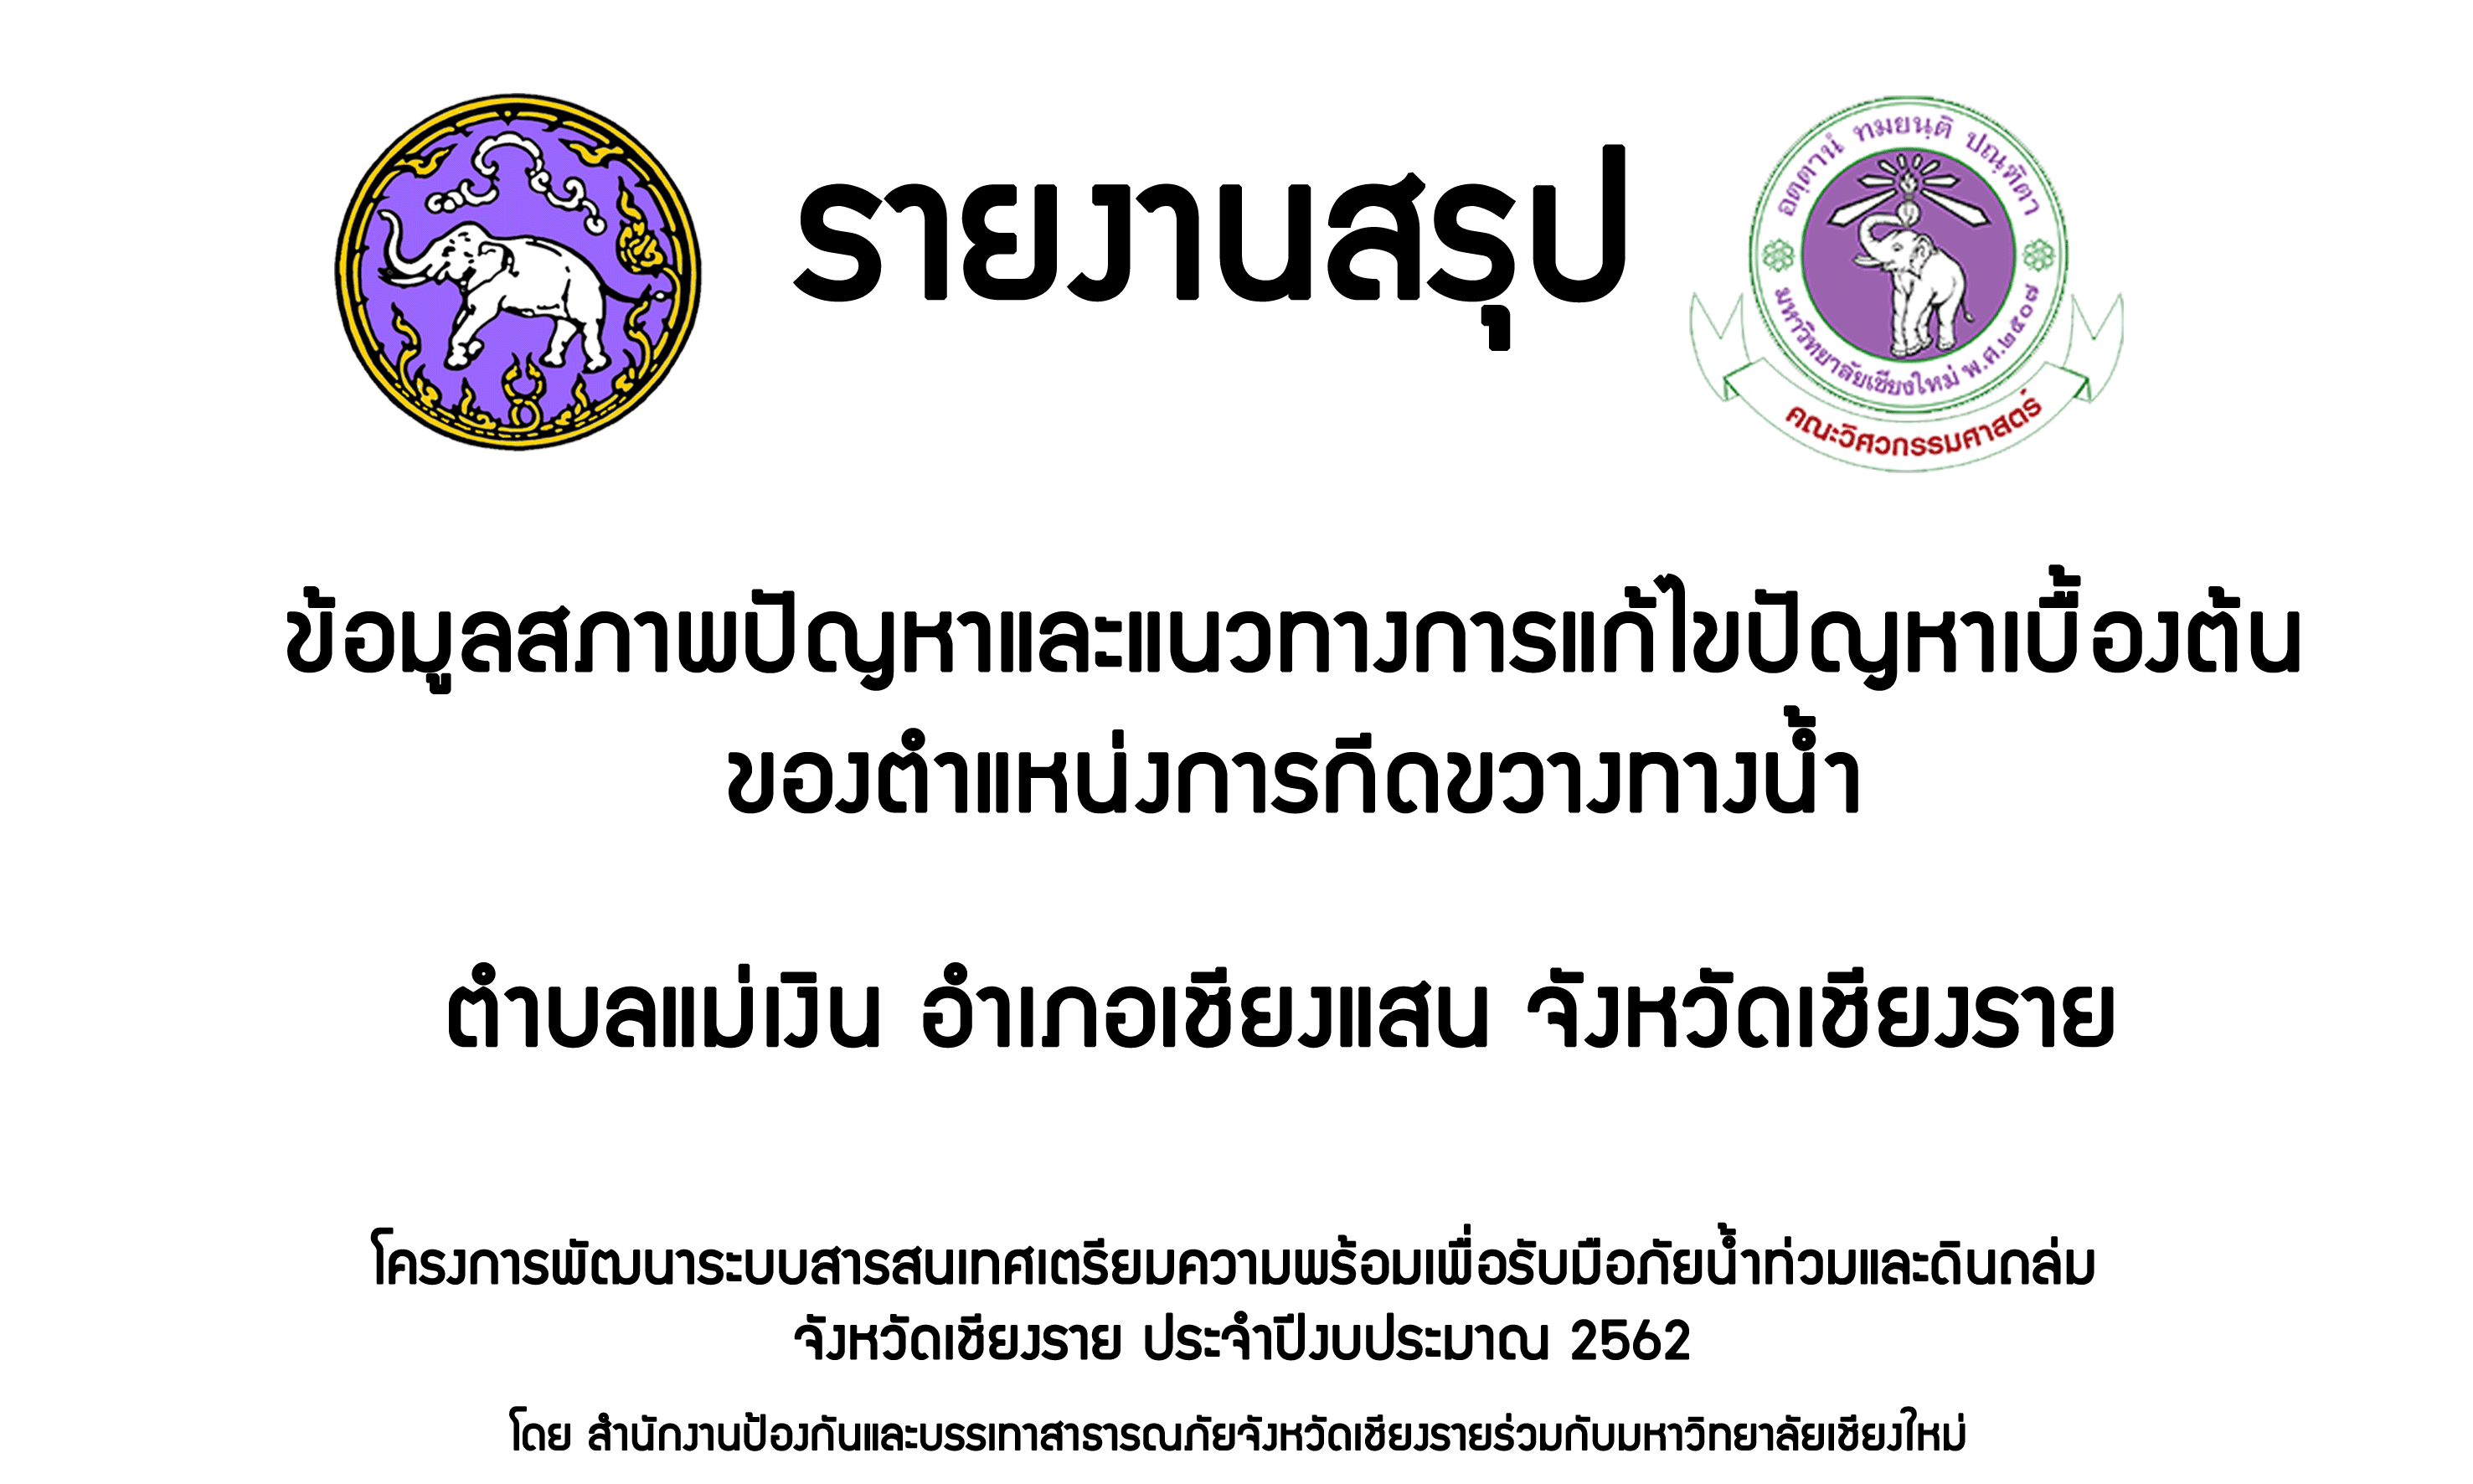 รายงานสรุป
อตฺตานํ ทมยนฺติ ปณฺฑิตา
มหาวิทยาลัยเชียงใหม่ พ.ศ.๒๕๐๗
คณะวิศวกรรมศาสตร์
ข้อมูลสภาพปัญหาและแนวทางการแก้ไขปัญหาเบื้องต้น
ของตำแหน่งการกีดขวางทางน้ำ
ตำบลแม่เงิน อำเภอเชียงแสน จังหวัดเชียงราย
โครงการพัฒนาระบบสารสนเทศเตรียมความพร้อมเพื่อรับมือภัยน้ำท่วมและดินถล่ม
จังหวัดเชียงราย ประจำปีงบประมาณ 2562
โดย สำนักงานป้องกันและบรรเทาสาธารณภัยจังหวัดเชียงรายร่วมกับมหาวิทยาลัยเชียงใหม่